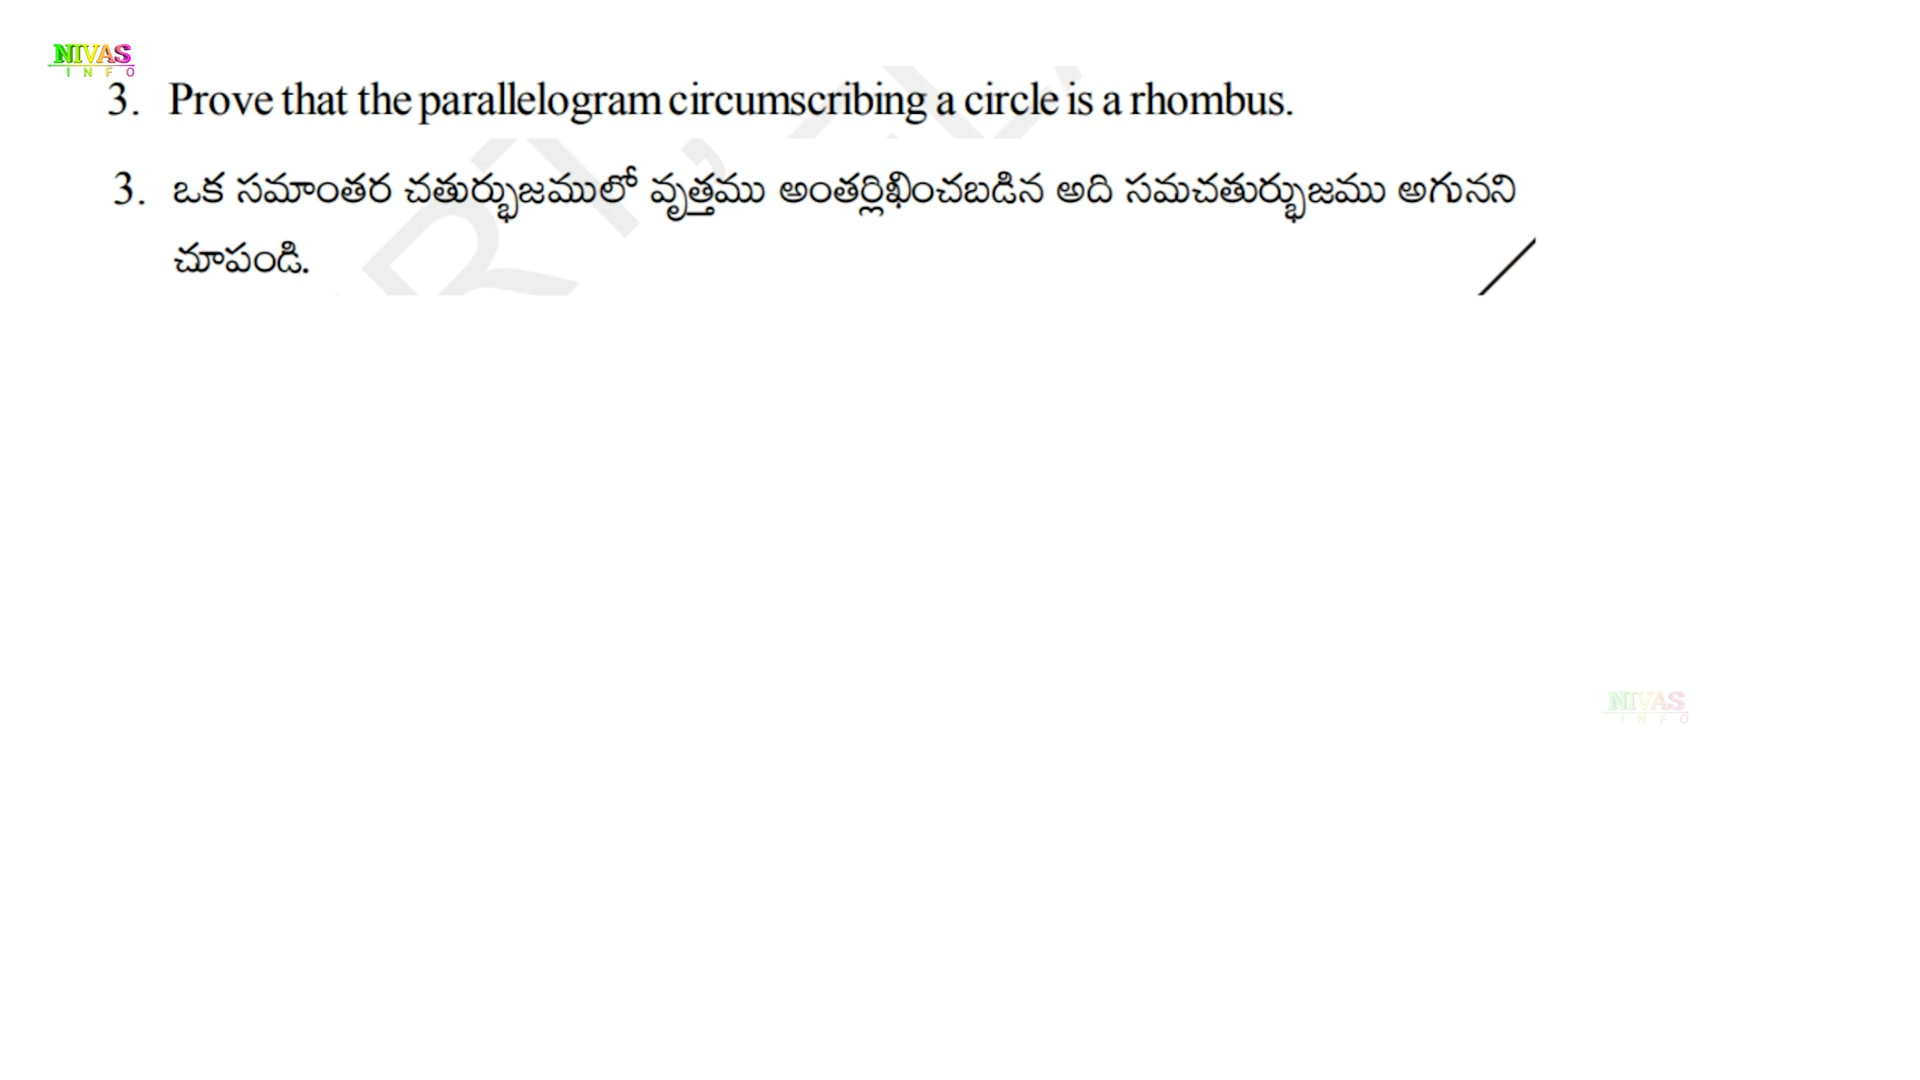 NIVAS
INFO
3. Prove that the parallelogram circumscribing a circle is a rhombus.
3. ఒక సమాంతర చతుర్భుజములో వృత్తము అంతర్లిఖించబడిన అది సమచతుర్భుజము అగునని
చూపండి.
NIVAS
INFO